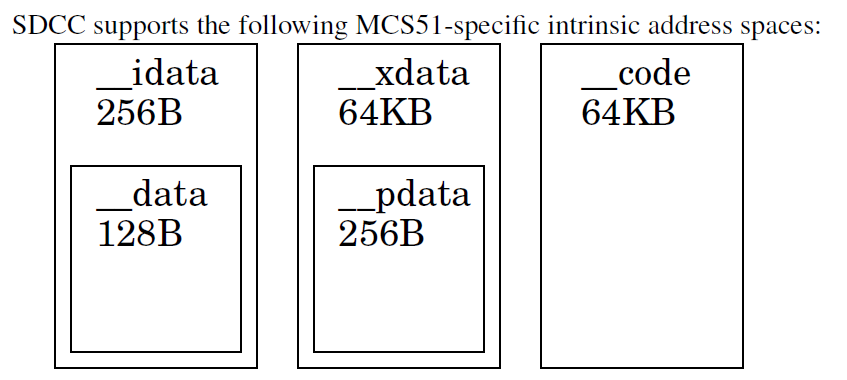 SDCC supports the following MCS51-specific intrinsic address spaces:
__idata
256B
__data
128B
__xdata
64KB
__pdata
256B
__code
64KB